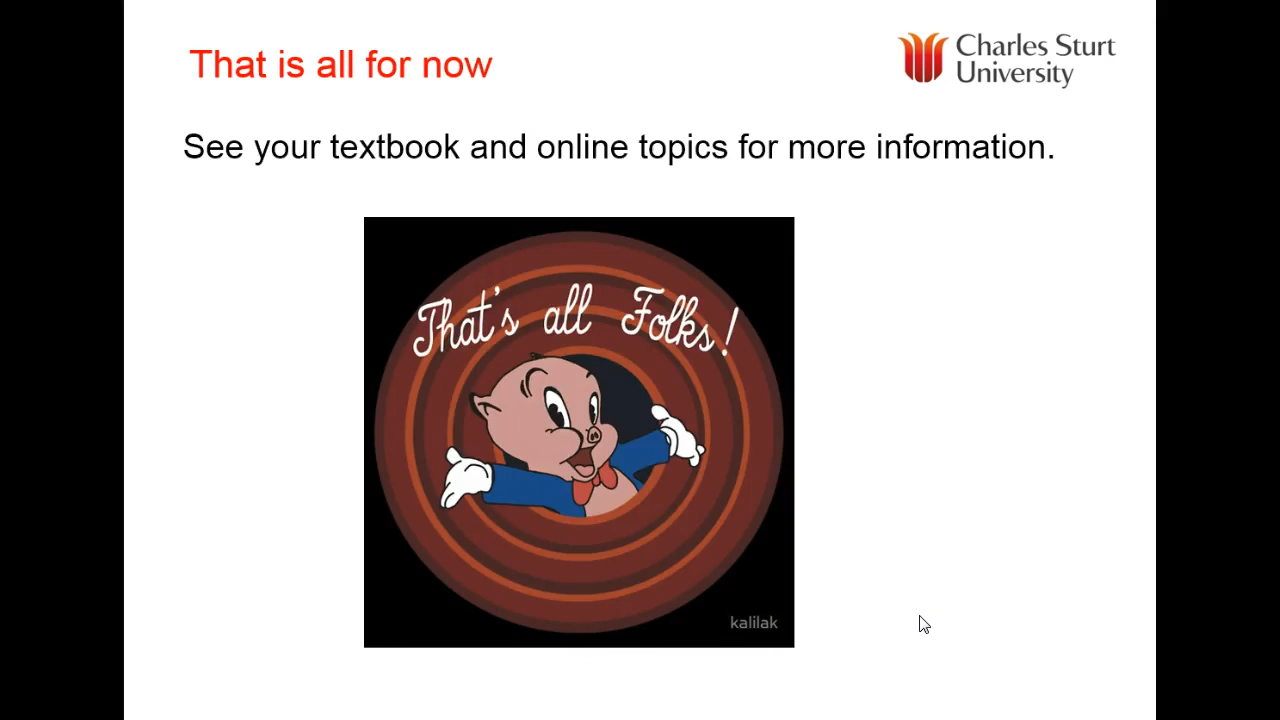 That is all for now
Charles Sturt
University
See your textbook and online topics for more information.
That's all Folks!
kalilak